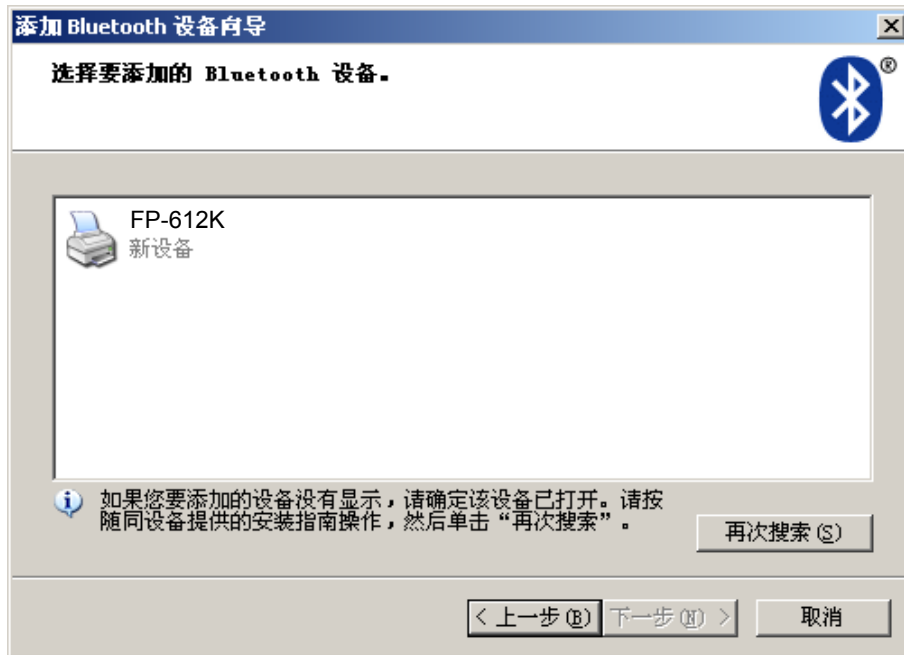 添加 Bluetooth 设备向导
选择要添加的 Bluetooth 设备。
®
FP-612K
新设备
如果您要添加的设备没有显示，请确定该设备已打开。请按
随同设备提供的安装指南操作，然后单击“再次搜索”。
再次搜索(S)
< 上一步(B)
下一步(N) >
取消